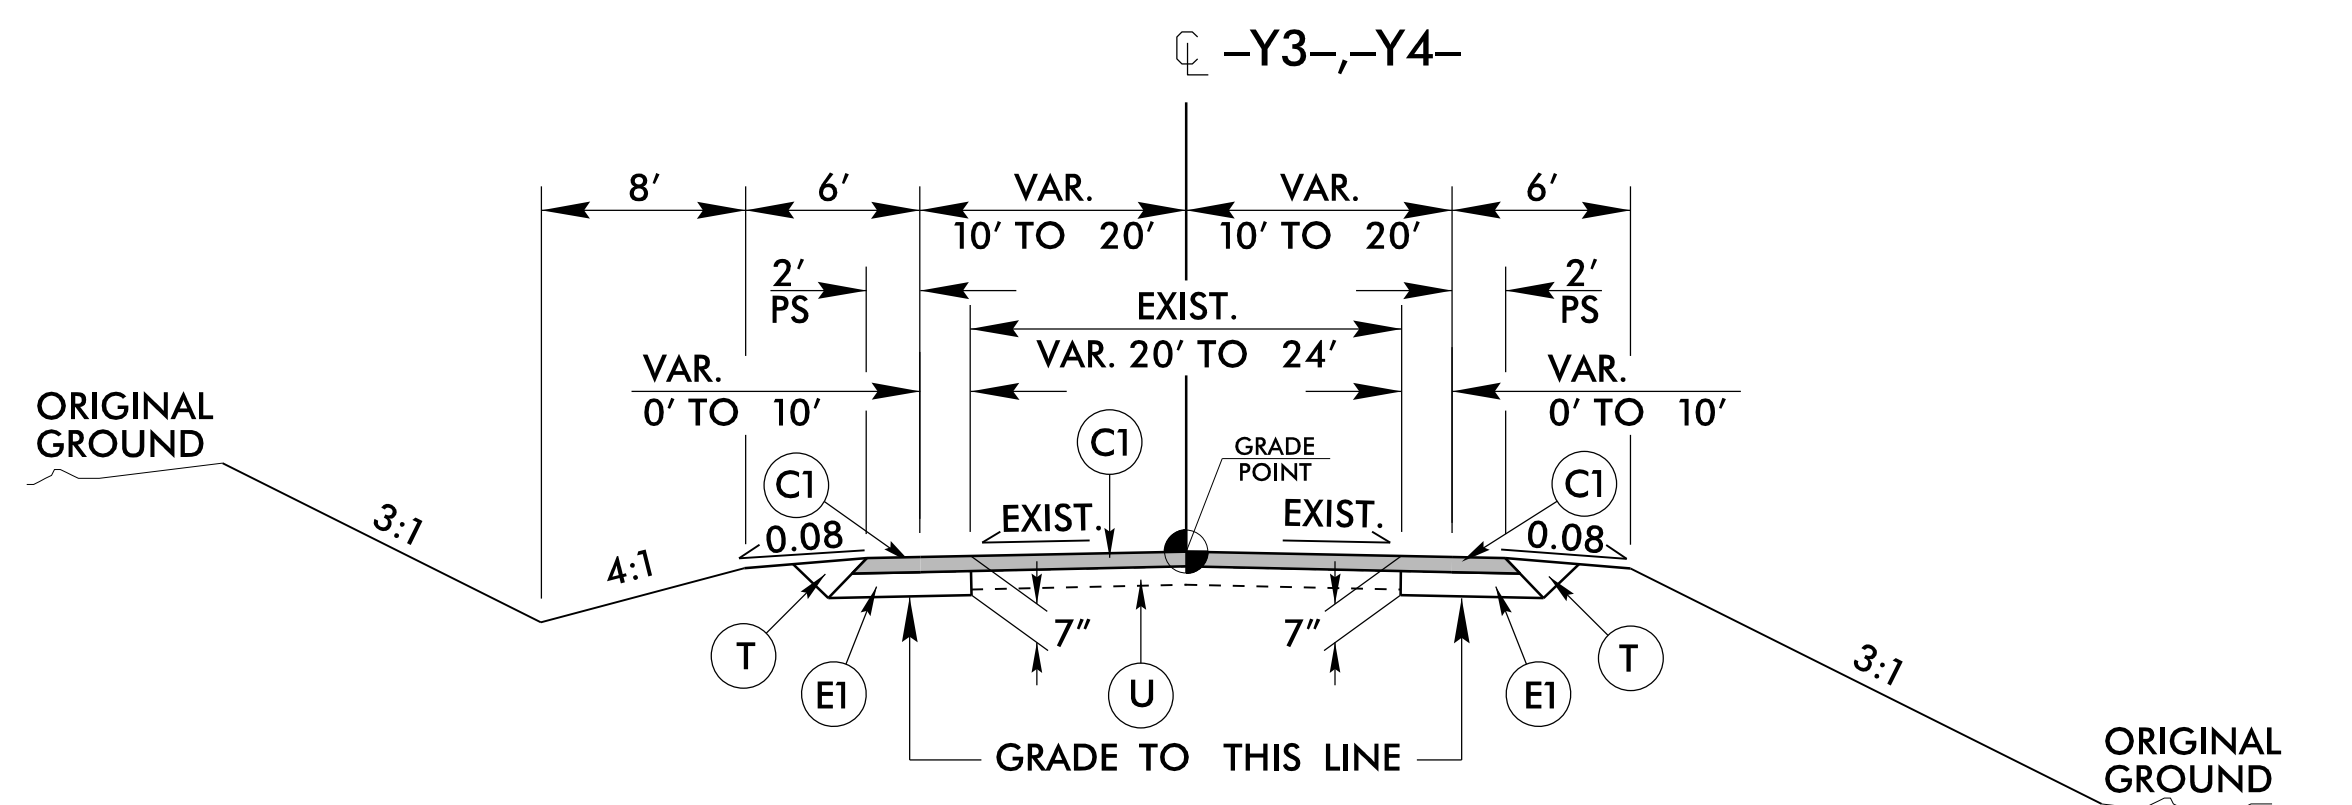 ℄ –Y3–,–Y4–
8' 6' VAR. VAR. 6'
10' TO 20' 10' TO 20'
2' 2'
PS EXIST. PS
VAR. 20' TO 24'
VAR. VAR.
0' TO 10' 0' TO 10'
ORIGINAL
GROUND
C1
GRADE
POINT
C1 C1
3:1 0.08 EXIST. EXIST. 0.08
4:1
7" 7"
T T
E1 U E1
3:1
GRADE TO THIS LINE
ORIGINAL
GROUND